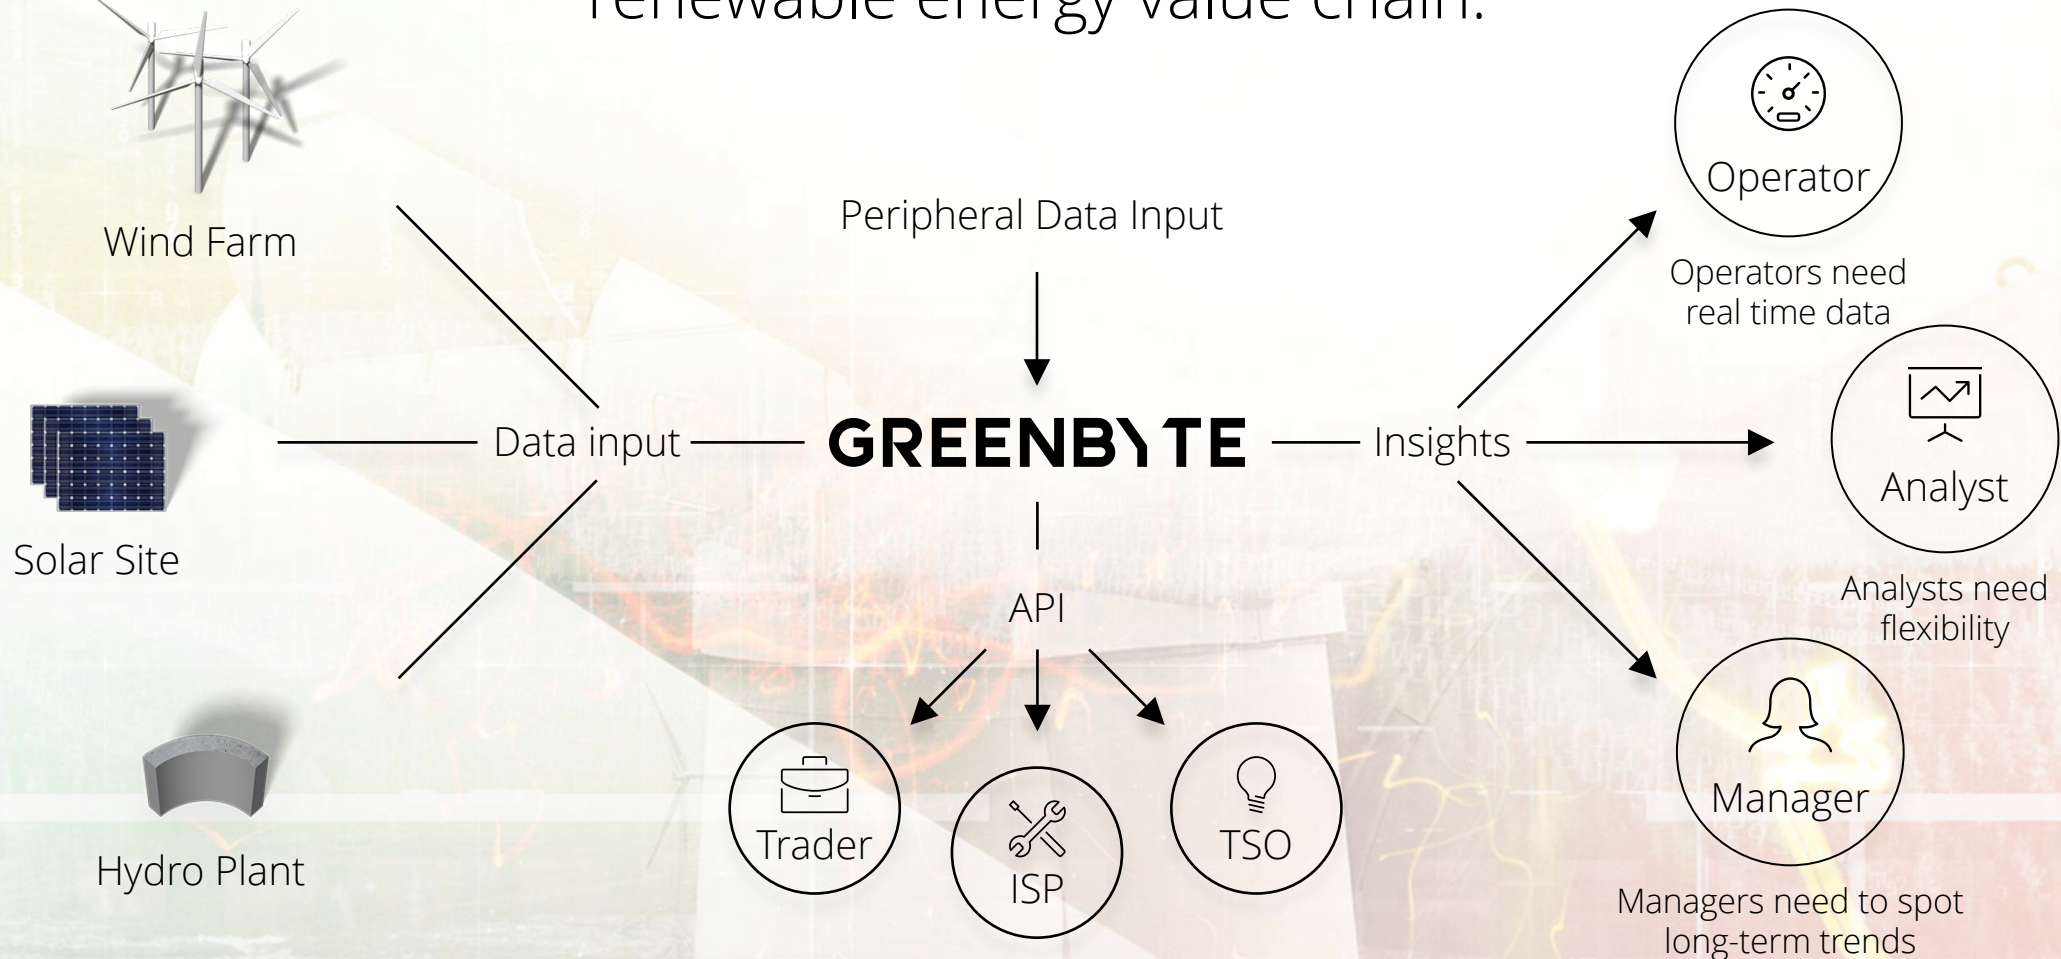 renewable energy value chain.
Wind Farm
Solar Site
Hydro Plant
Data input
Peripheral Data Input
GREENBYTE
API
Trader
ISP
TSO
Insights
Operator
Operators need
real time data
Analyst
Analysts need
flexibility
Manager
Managers need to spot
long-term trends